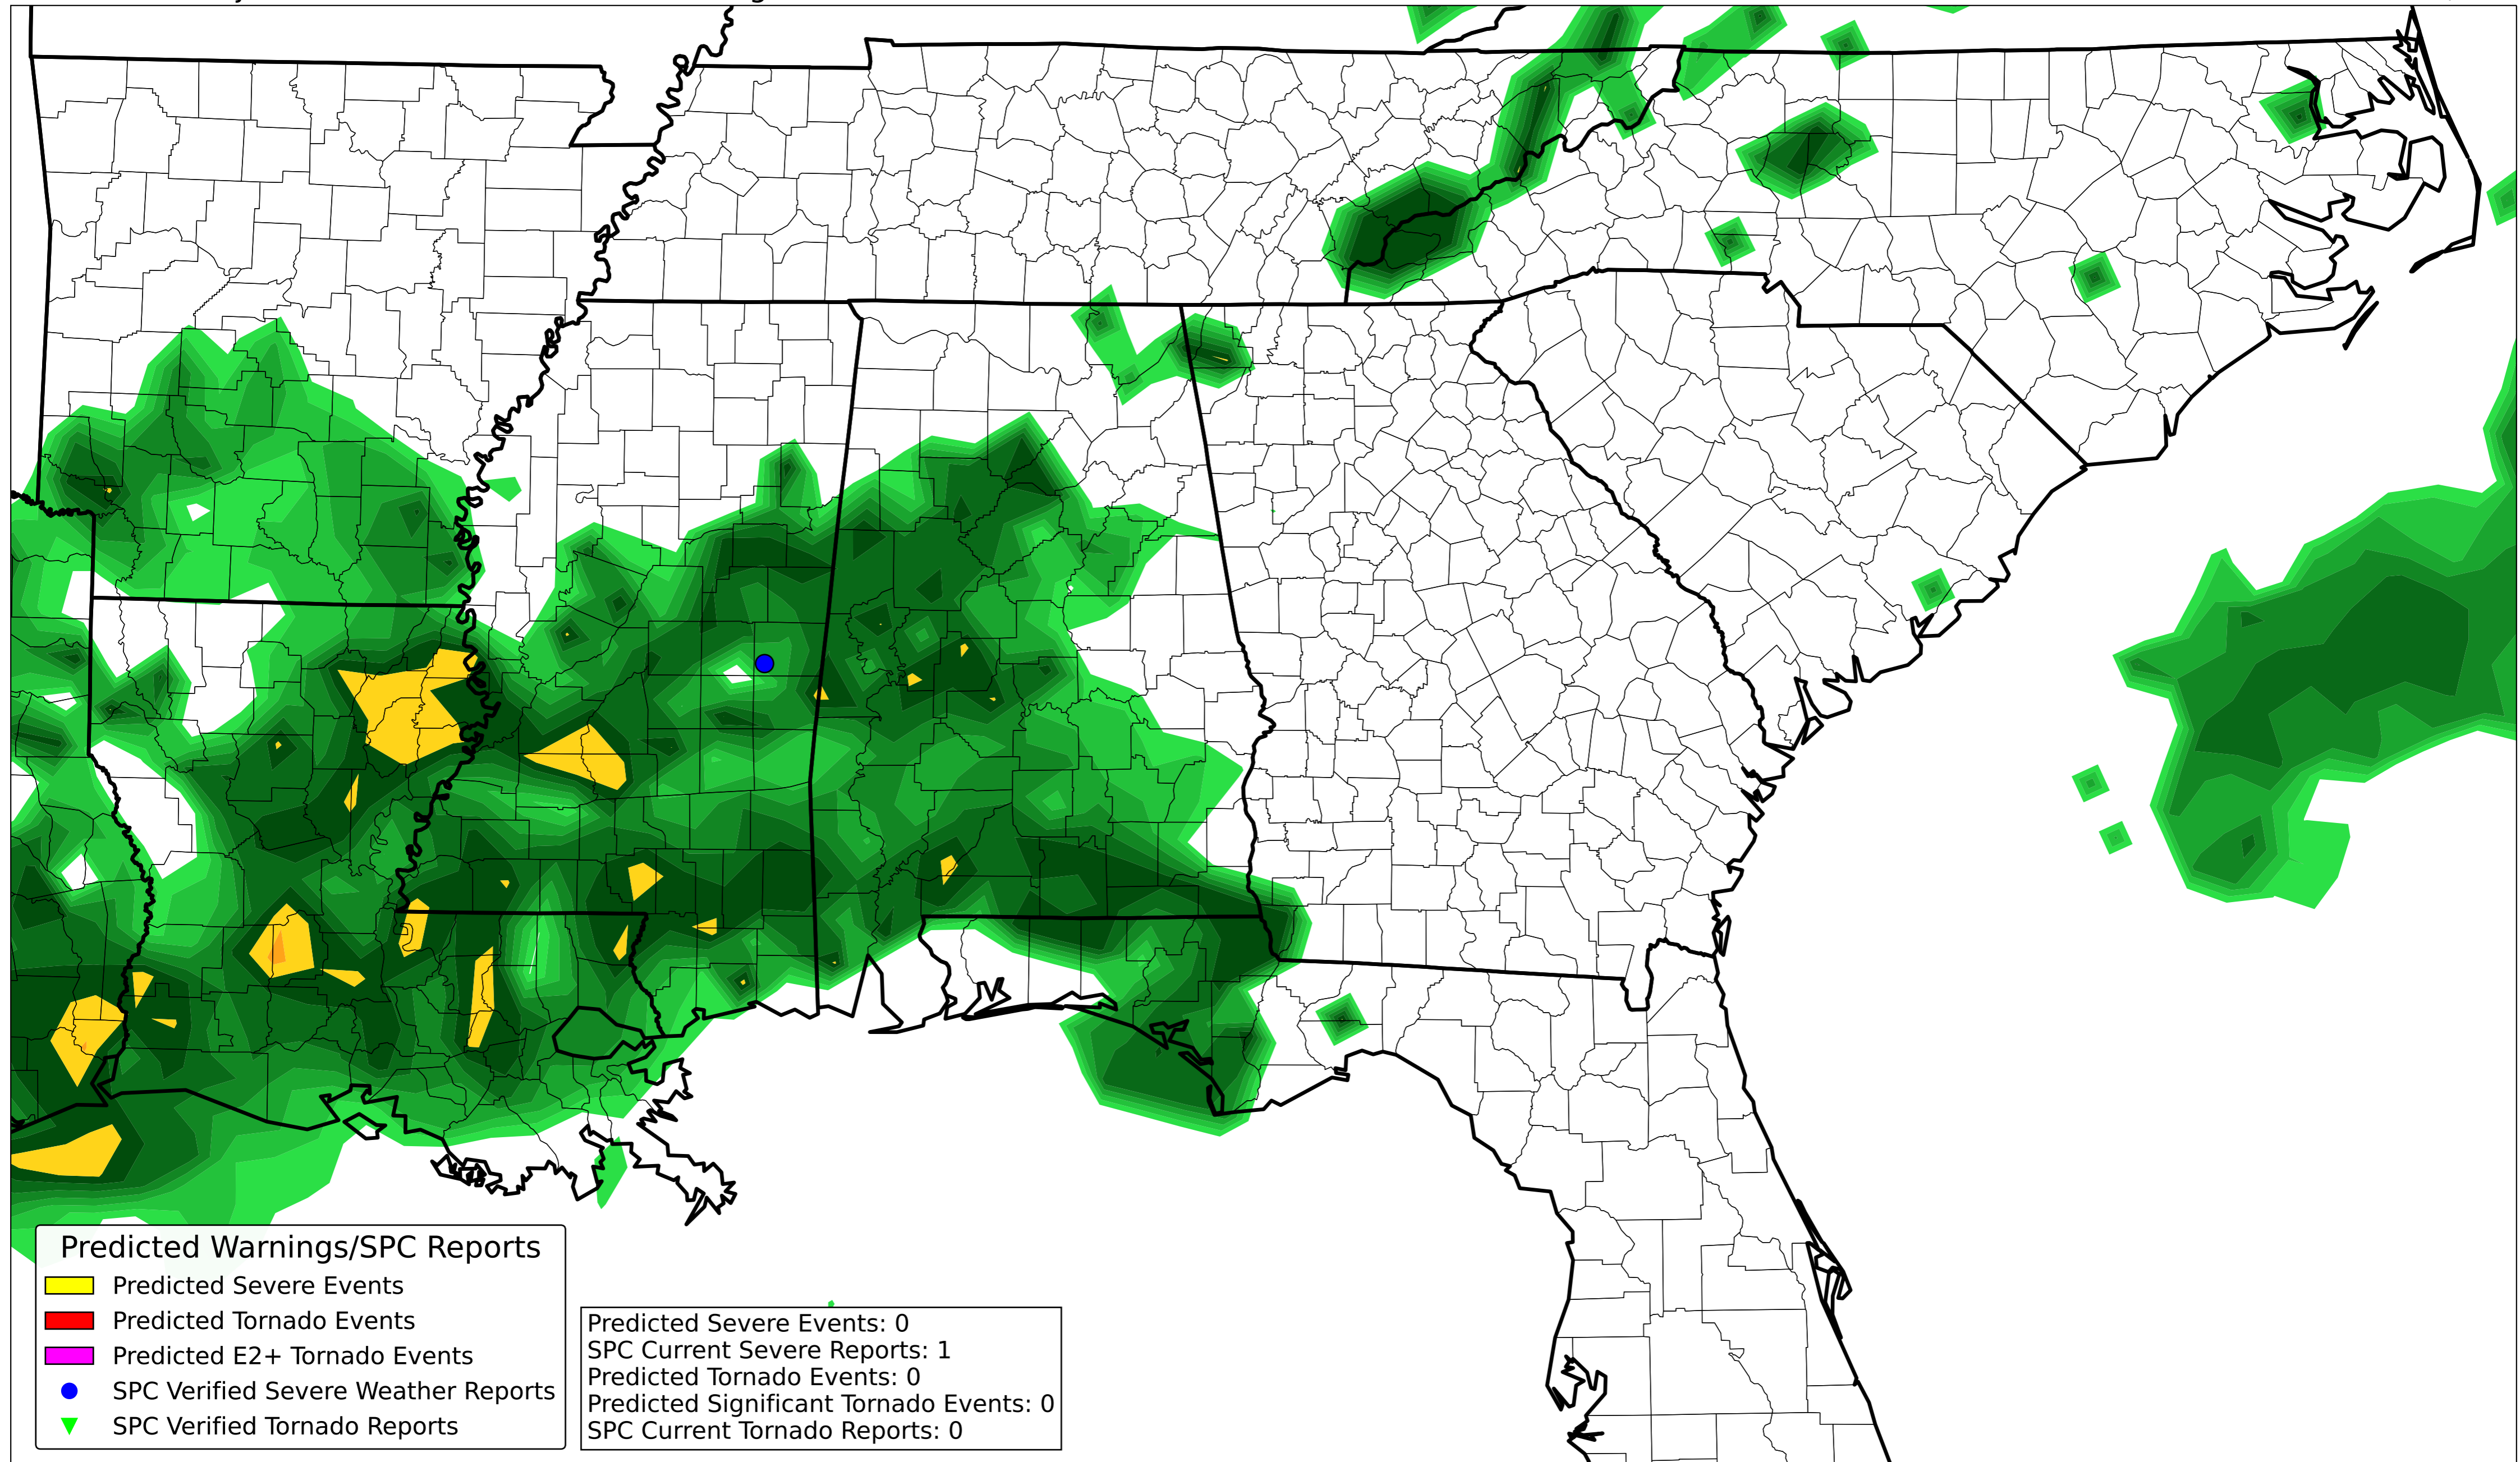 Predicted Warnings/SPC Reports
Predicted Severe Events
Predicted Tornado Events
Predicted E2+ Tornado Events
SPC Verified Severe Weather Reports
SPC Verified Tornado Reports
Predicted Severe Events: 0
SPC Current Severe Reports: 1
Predicted Tornado Events: 0
Predicted Significant Tornado Events: 0
SPC Current Tornado Reports: 0